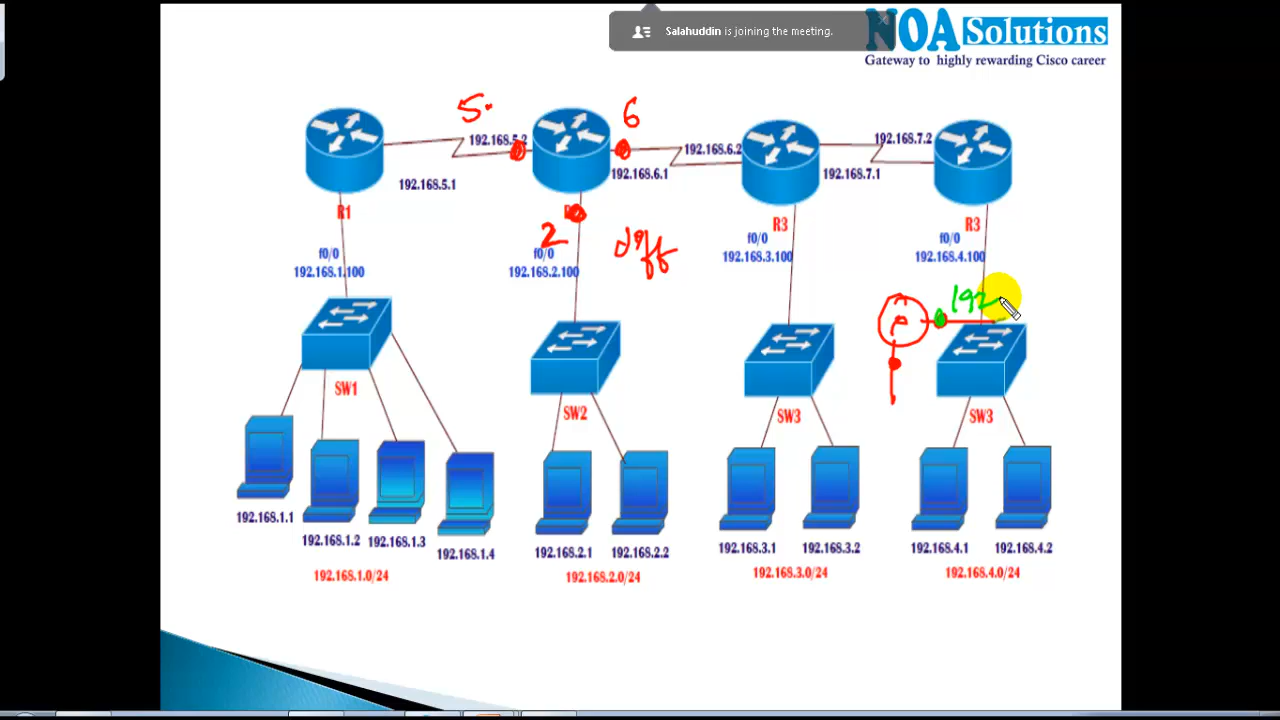 Salahuddin is joining the meeting.
NOA Solutions
Gateway to highly rewarding Cisco career
5.
6
192.168.5.2
192.168.6.2
192.168.7.2
192.168.5.1
192.168.6.1
192.168.7.1
R1
R3
R3
2
diff
f0/0
192.168.1.100
f0/0
192.168.2.100
f0/0
192.168.3.100
f0/0
192.168.4.100
192
SW1
SW2
SW3
SW3
192.168.1.1
192.168.1.2
192.168.1.3
192.168.1.4
192.168.2.1
192.168.2.2
192.168.3.1
192.168.3.2
192.168.4.1
192.168.4.2
192.168.1.0/24
192.168.2.0/24
192.168.3.0/24
192.168.4.0/24